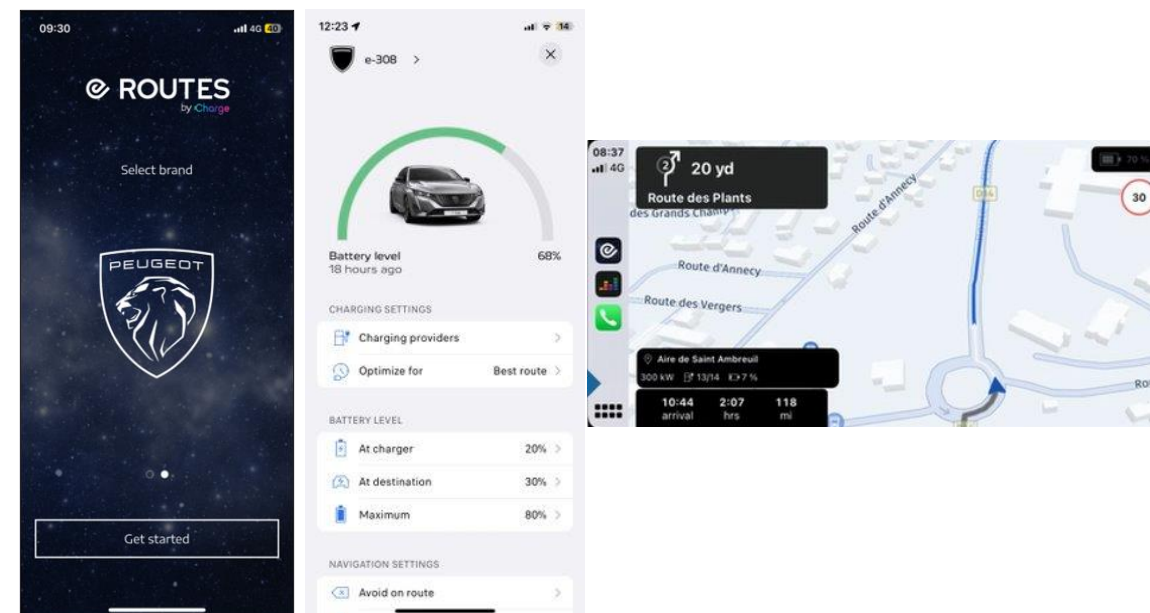 09:30
4G 40
ROUTES
by Charge
Select brand
PEUGEOT
Get started
12:23
14
e-308
Battery level
18 hours ago
68%
CHARGING SETTINGS
Charging providers
Optimize for Best route
BATTERY LEVEL
At charger 20%
At destination 30%
Maximum 80%
NAVIGATION SETTINGS
Avoid on route
08:37
4G
2 20 yd
Route des Plants
des Grands Champs
Route d'Annecy
D14
70 %
30
Route d'Annecy
Route des Vergers
Aire de Saint Ambreuil
300 kW 13/14 7 %
10:44 2:07 118
arrival hrs mi